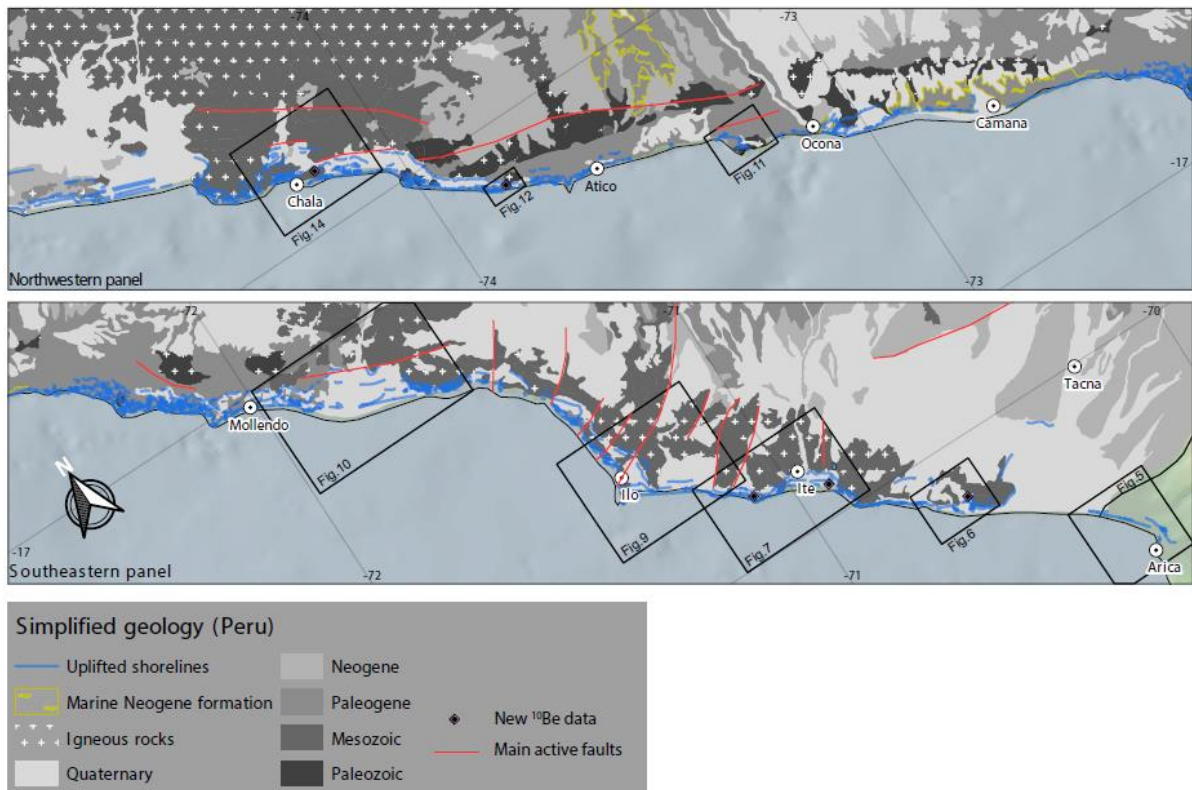 -74
-73
Chala
Fig.14
Fig.12
Atico
Fig.11
Ocona
Camana
-17
-74
-73
Northwestern panel
-72
-71
-70
Tacna
Mollendo
Fig.10
Ilo
Fig.9
Ite
Fig.7
Fig.6
Fig.5
Arica
N
-17
-72
-71
Southeastern panel
Simplified geology (Peru)
Uplifted shorelines
Marine Neogene formation
Igneous rocks
Quaternary
Neogene
Paleogene
Mesozoic
Paleozoic
New ¹⁰Be data
Main active faults